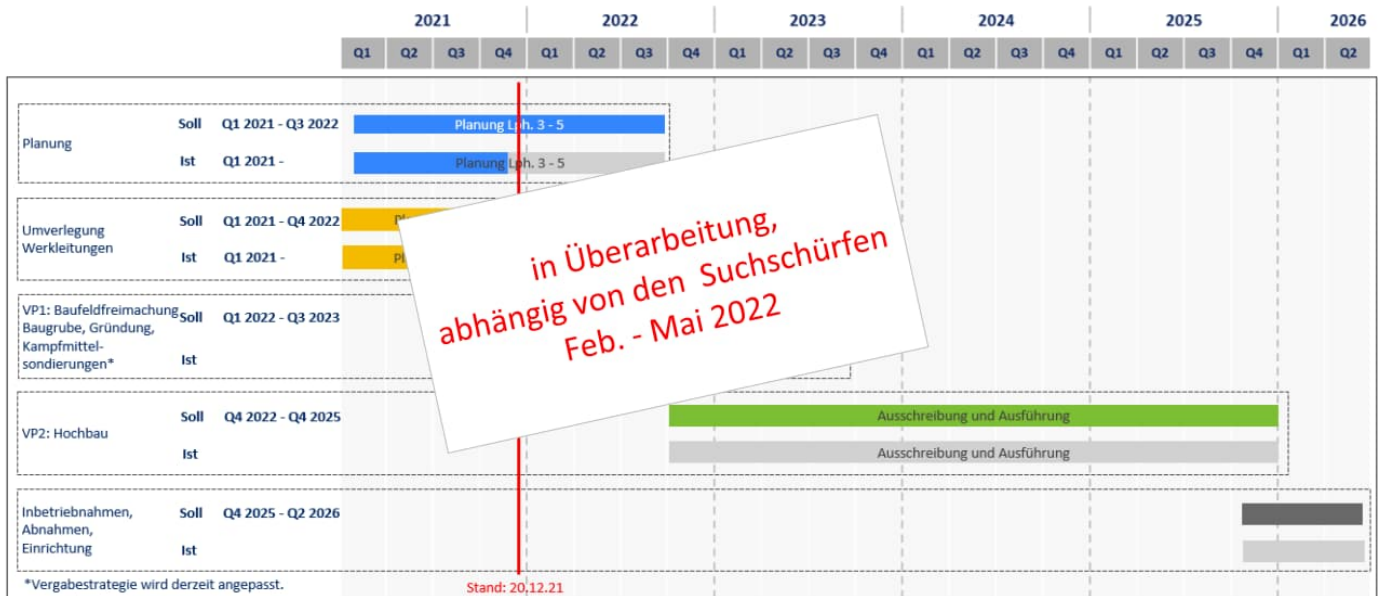 2021 2022 2023 2024 2025 2026
Q1 Q2 Q3 Q4 Q1 Q2 Q3 Q4 Q1 Q2 Q3 Q4 Q1 Q2 Q3 Q4 Q1 Q2 Q3 Q4 Q1 Q2
Planung
Soll Q1 2021 - Q3 2022 Planung Lph. 3 - 5
Ist Q1 2021 - Planung Lph. 3 - 5
Umverlegung
Werkleitungen
Soll Q1 2021 - Q4 2022
Ist Q1 2021 -
VP1: Baufeldfreimachung
Baugrube, Gründung,
Kampfmittel-
sondierungen*
Soll Q1 2022 - Q3 2023
Ist
in Überarbeitung,
abhängig von den Suchschürfen
Feb. - Mai 2022
VP2: Hochbau
Soll Q4 2022 - Q4 2025 Ausschreibung und Ausführung
Ist Ausschreibung und Ausführung
Inbetriebnahmen,
Abnahmen,
Einrichtung
Soll Q4 2025 - Q2 2026
Ist
*Vergabestrategie wird derzeit angepasst.
Stand: 20.12.21